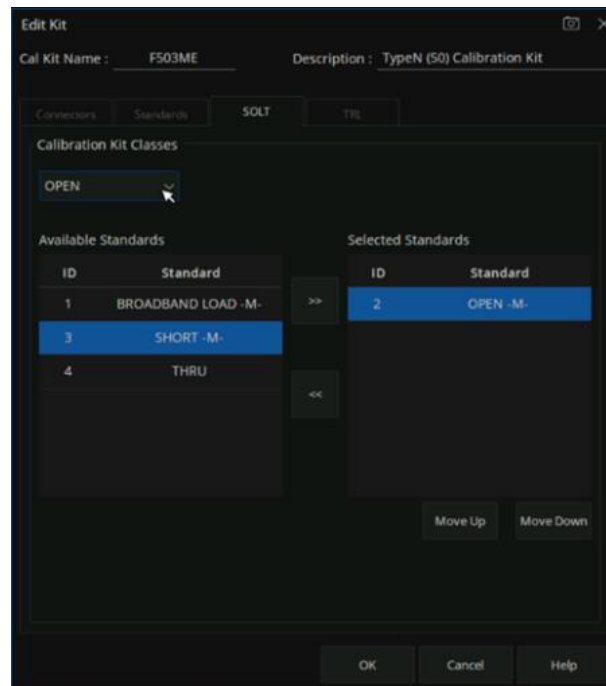 Edit Kit
Cal Kit Name : F503ME Description : TypeN (50) Calibration Kit
Connectors Standards SOLT TRL
Calibration Kit Classes
OPEN
Available Standards Selected Standards
ID Standard ID Standard
1 BROADBAND LOAD -M- >> 2 OPEN -M-
3 SHORT -M-
4 THRU
<<
Move Up Move Down
OK Cancel Help